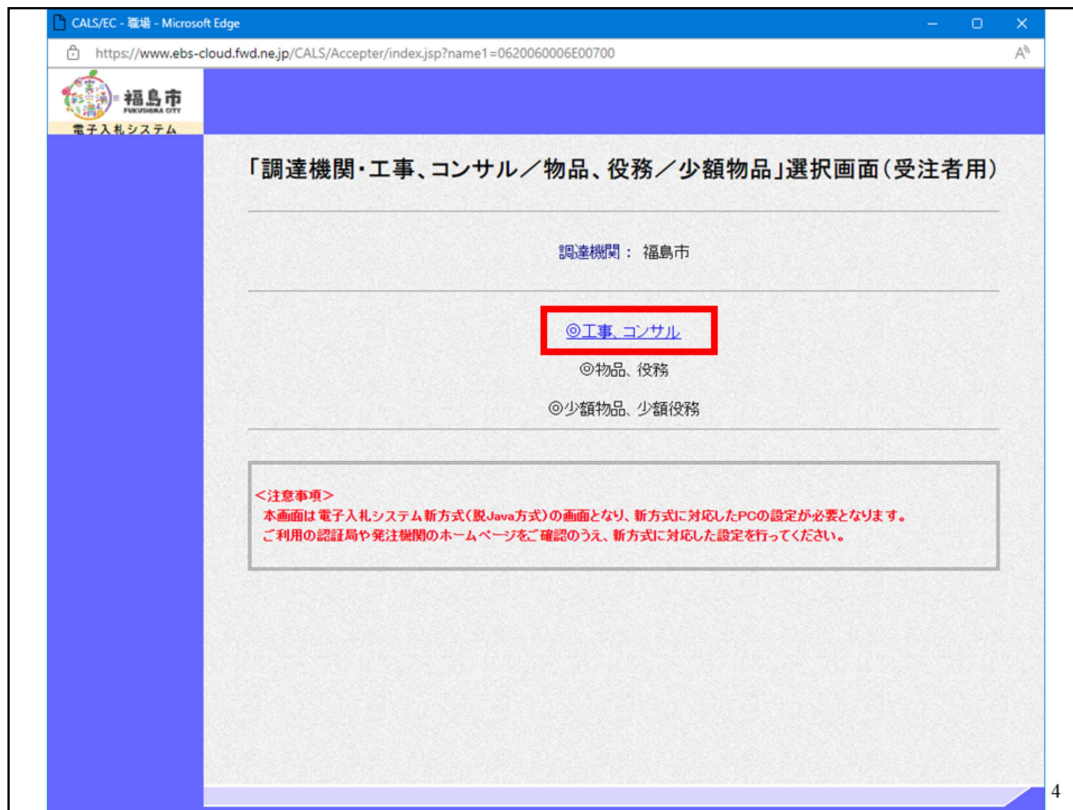 CALS/EC - 職場 - Microsoft Edge
https://www.ebs-cloud.fwd.ne.jp/CALS/Accepter/index.jsp?name1=0620060006E00700
福島市
FUKUSHIMA CITY
電子入札システム
「調達機関・工事、コンサル／物品、役務／少額物品」選択画面（受注者用）
調達機関： 福島市
◎工事、コンサル
◎物品、役務
◎少額物品、少額役務
＜注意事項＞
本画面は電子入札システム新方式（脱Java方式）の画面となり、新方式に対応したPCの設定が必要となります。
ご利用の認証局や発注機関のホームページをご確認のうえ、新方式に対応した設定を行ってください。
4